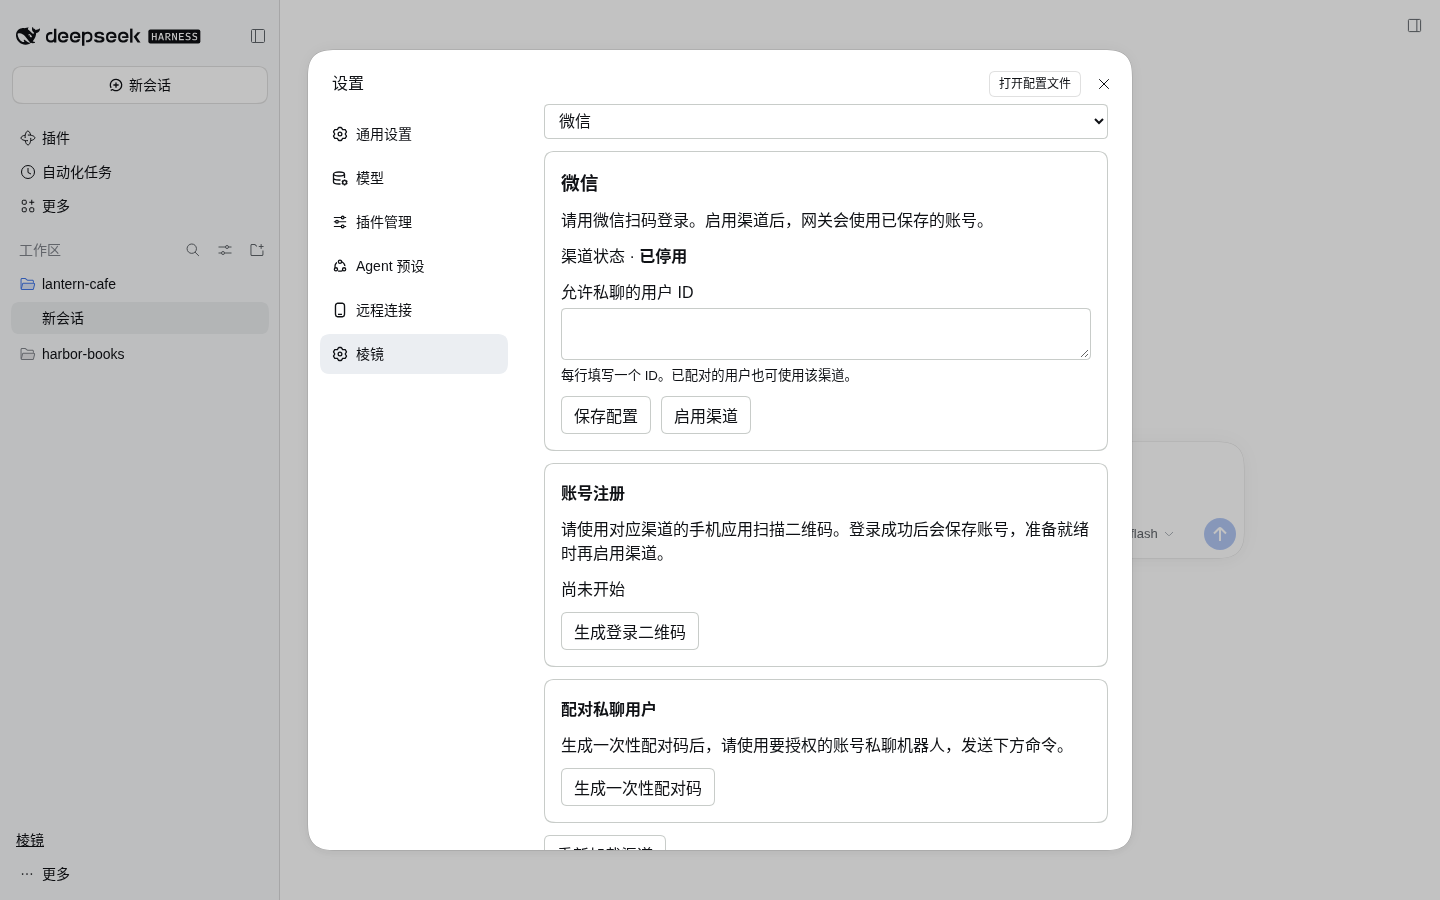 deepseek HARNESS
新会话
插件
自动化任务
更多
工作区
lantern-cafe
新会话
harbor-books
棱镜
更多
设置
打开配置文件
通用设置
模型
插件管理
Agent 预设
远程连接
棱镜
微信
微信
请用微信扫码登录。启用渠道后，网关会使用已保存的账号。
渠道状态 · 已停用
允许私聊的用户 ID
每行填写一个 ID。已配对的用户也可使用该渠道。
保存配置
启用渠道
账号注册
请使用对应渠道的手机应用扫描二维码。登录成功后会保存账号，准备就绪
时再启用渠道。
尚未开始
生成登录二维码
配对私聊用户
生成一次性配对码后，请使用要授权的账号私聊机器人，发送下方命令。
生成一次性配对码
重新加载渠道
flash